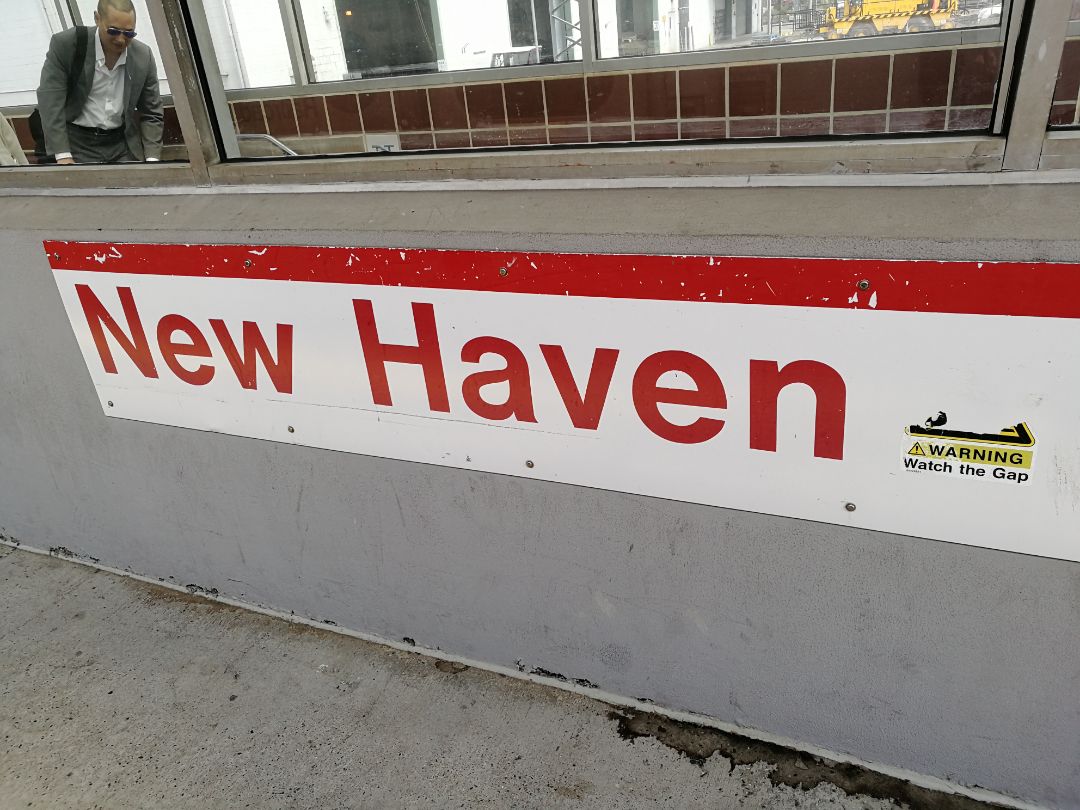 New Haven
WARNING
Watch the Gap